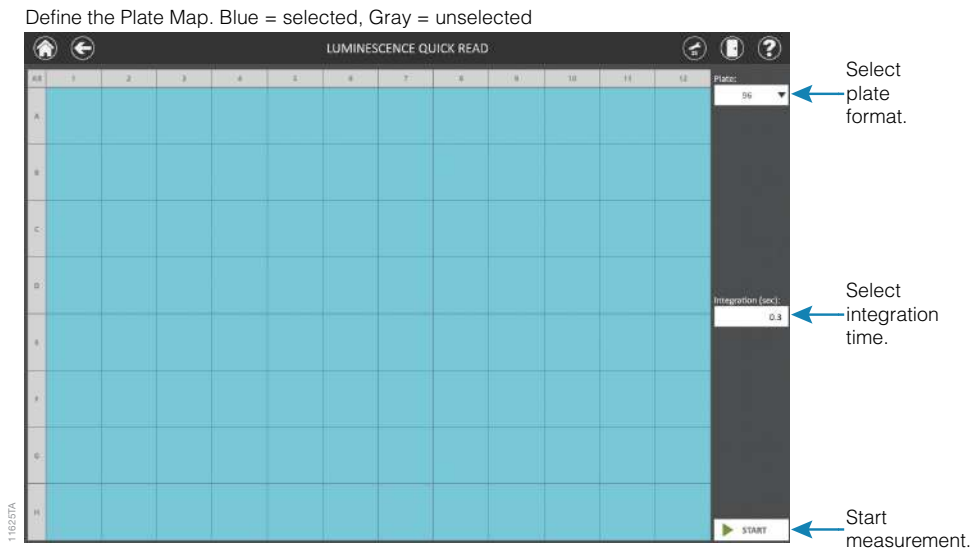 Define the Plate Map. Blue = selected, Gray = unselected
LUMINESCENCE QUICK READ
?
All 1 2 3 4 5 6 7 8 9 10 11 12
Plate:
96
Select
plate
format.
A
B
C
D
Integration (sec):
0.3
Select
integration
time.
E
F
G
H
START
Start
measurement.
11625TA